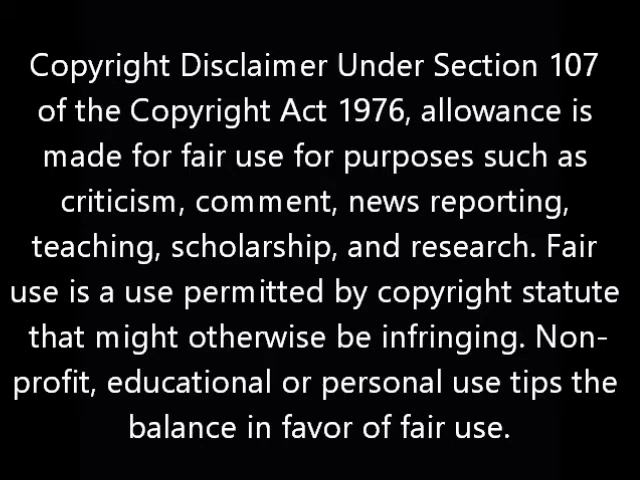 Copyright Disclaimer Under Section 107
of the Copyright Act 1976, allowance is
made for fair use for purposes such as
criticism, comment, news reporting,
teaching, scholarship, and research. Fair
use is a use permitted by copyright statute
that might otherwise be infringing. Non-
profit, educational or personal use tips the
balance in favor of fair use.